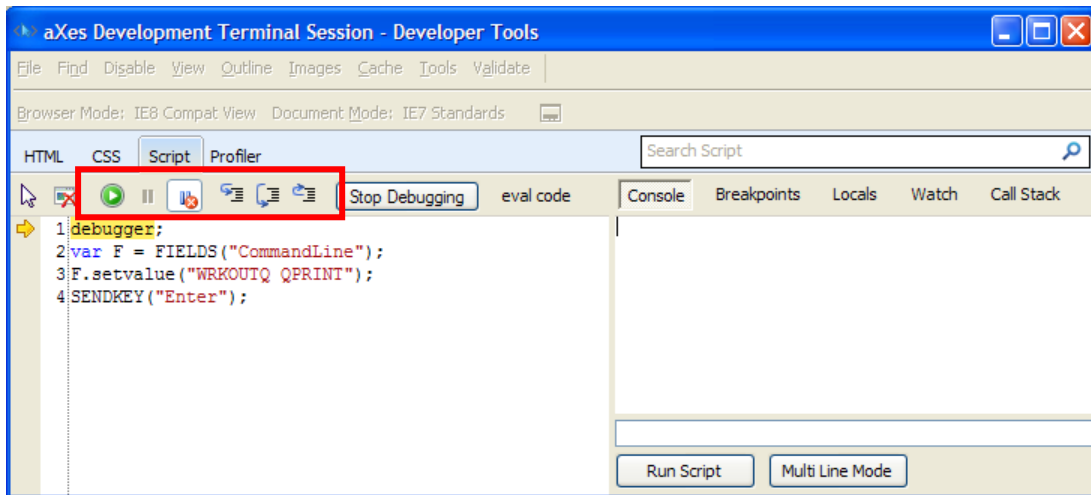 aXes Development Terminal Session - Developer Tools
File Find Disable View Outline Images Cache Tools Validate
Browser Mode: IE8 Compat View Document Mode: IE7 Standards
HTML CSS Script Profiler Search Script
Stop Debugging eval code Console Breakpoints Locals Watch Call Stack
1 debugger;
2 var F = FIELDS("CommandLine");
3 F.setvalue("WRKOUTQ QPRINT");
4 SENDKEY("Enter");
Run Script Multi Line Mode